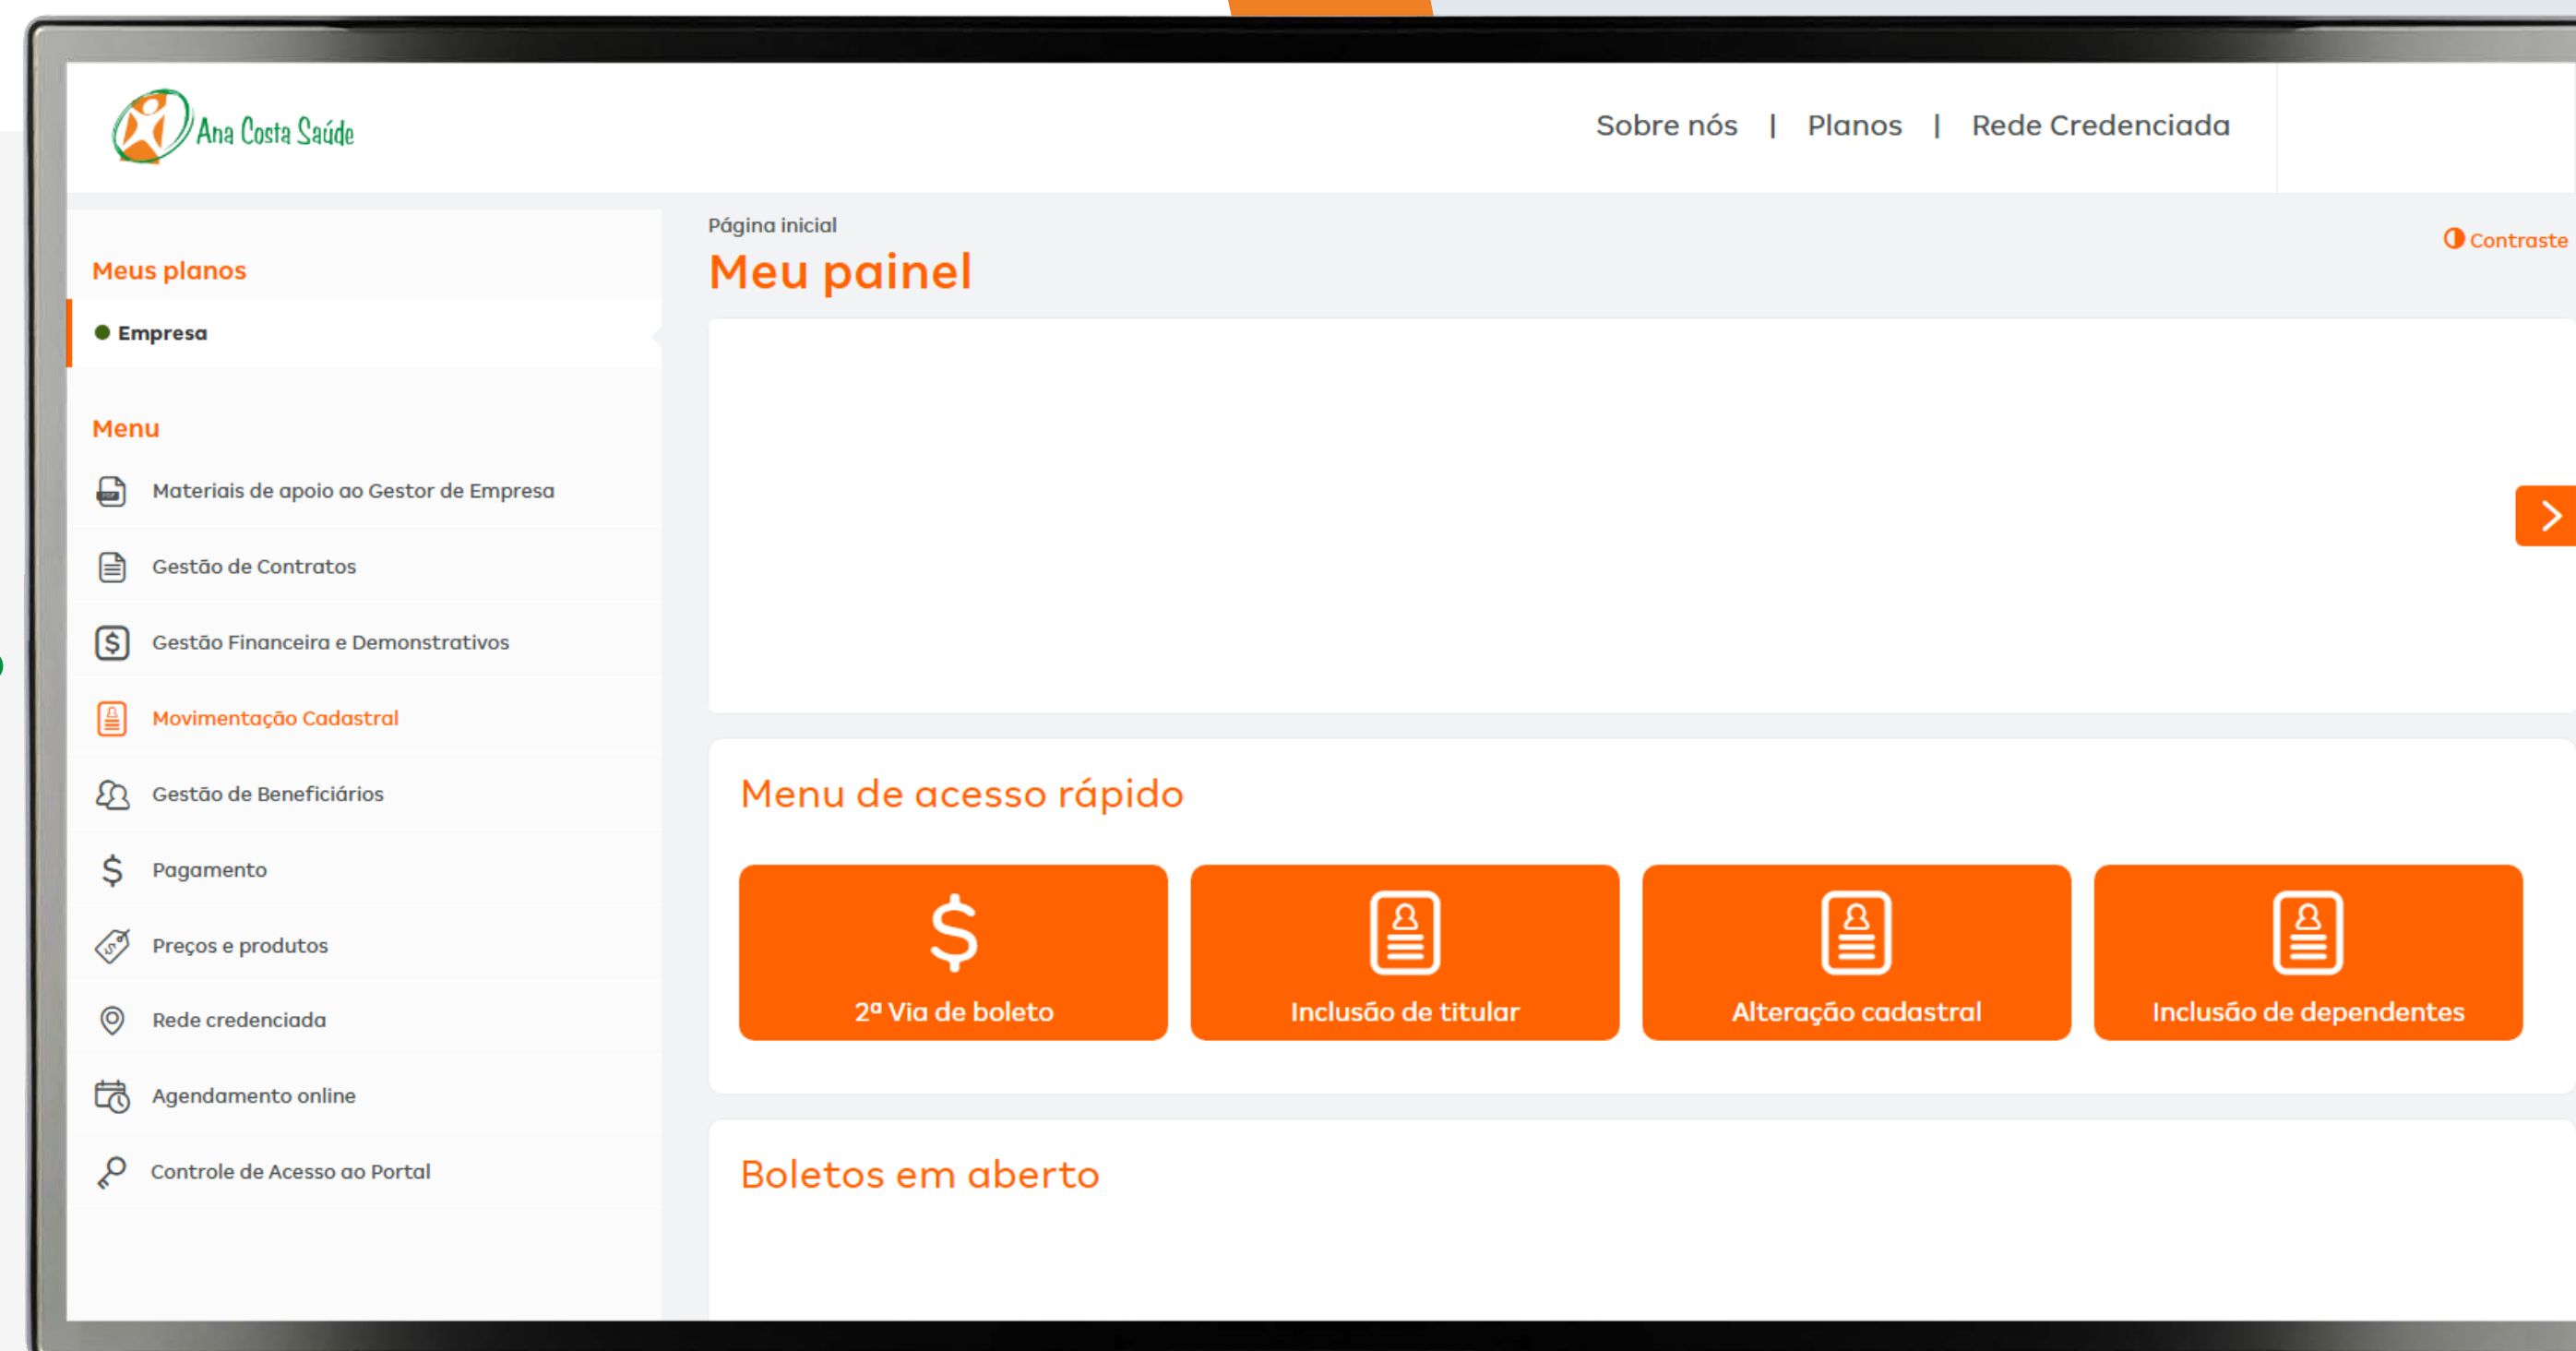 Ana Costa Saúde
Sobre nós | Planos | Rede Credenciada
Meus planos
Empresa
Menu
Materiais de apoio ao Gestor de Empresa
Gestão de Contratos
Gestão Financeira e Demonstrativos
Movimentação Cadastral
Gestão de Beneficiários
Pagamento
Preços e produtos
Rede credenciada
Agendamento online
Controle de Acesso ao Portal
Página inicial
Contraste
Meu painel
Menu de acesso rápido
2ª Via de boleto
Inclusão de titular
Alteração cadastral
Inclusão de dependentes
Boletos em aberto